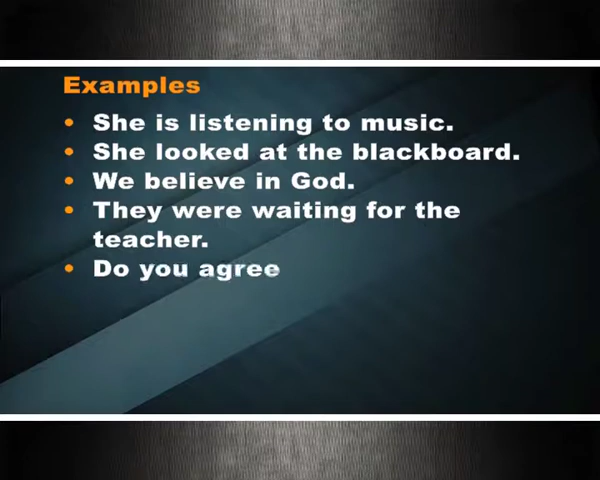 Examples
• She is listening to music.
• She looked at the blackboard.
• We believe in God.
• They were waiting for the
teacher.
• Do you agree